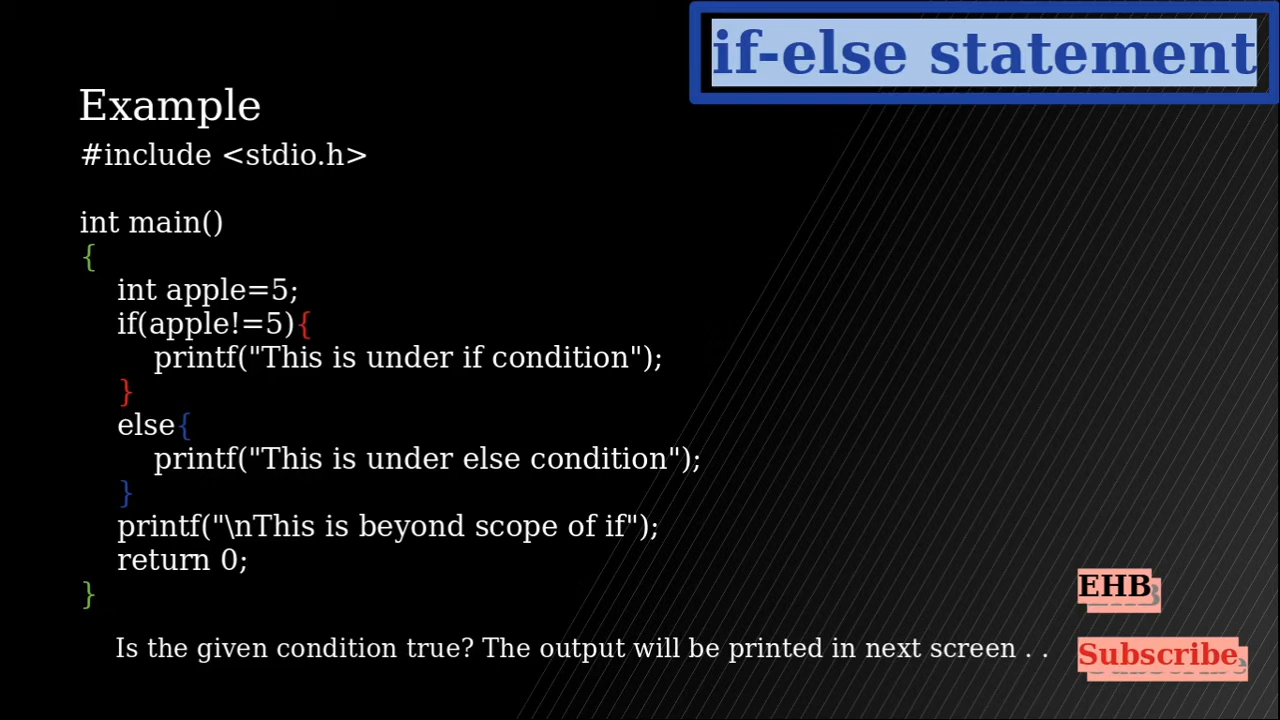 if-else statement
Example
#include <stdio.h>
int main()
{
int apple=5;
if(apple!=5){
printf("This is under if condition");
}
else{
printf("This is under else condition");
}
printf("\nThis is beyond scope of if");
return 0;
}
EHB
Is the given condition true? The output will be printed in next screen . .
Subscribe